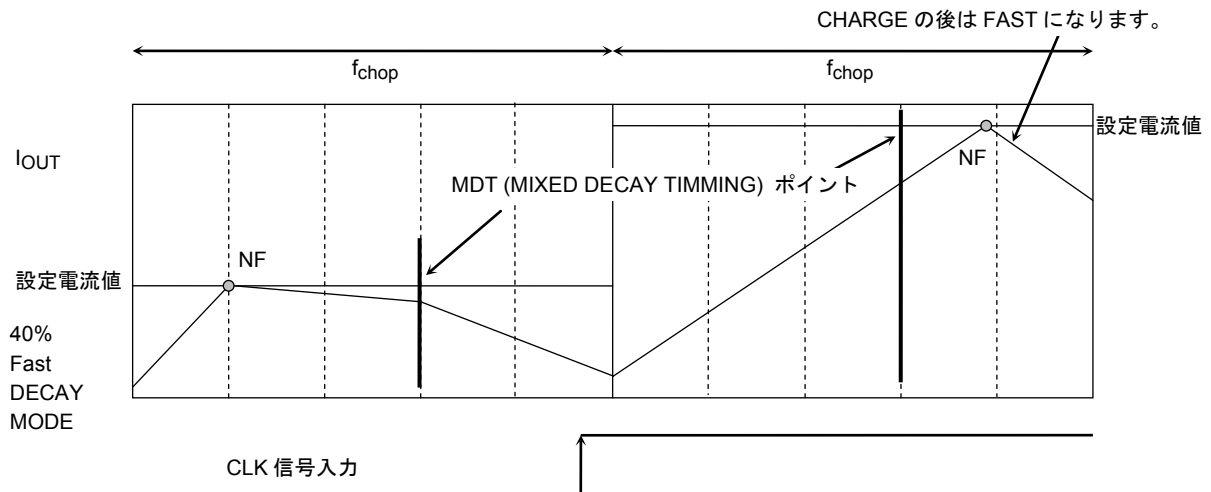 CHARGE の後は FAST になります。
fchop
fchop
IOUT
設定電流値
NF
MDT (MIXED DECAY TIMMING) ポイント
NF
設定電流値
40%
Fast
DECAY
MODE
CLK 信号入力